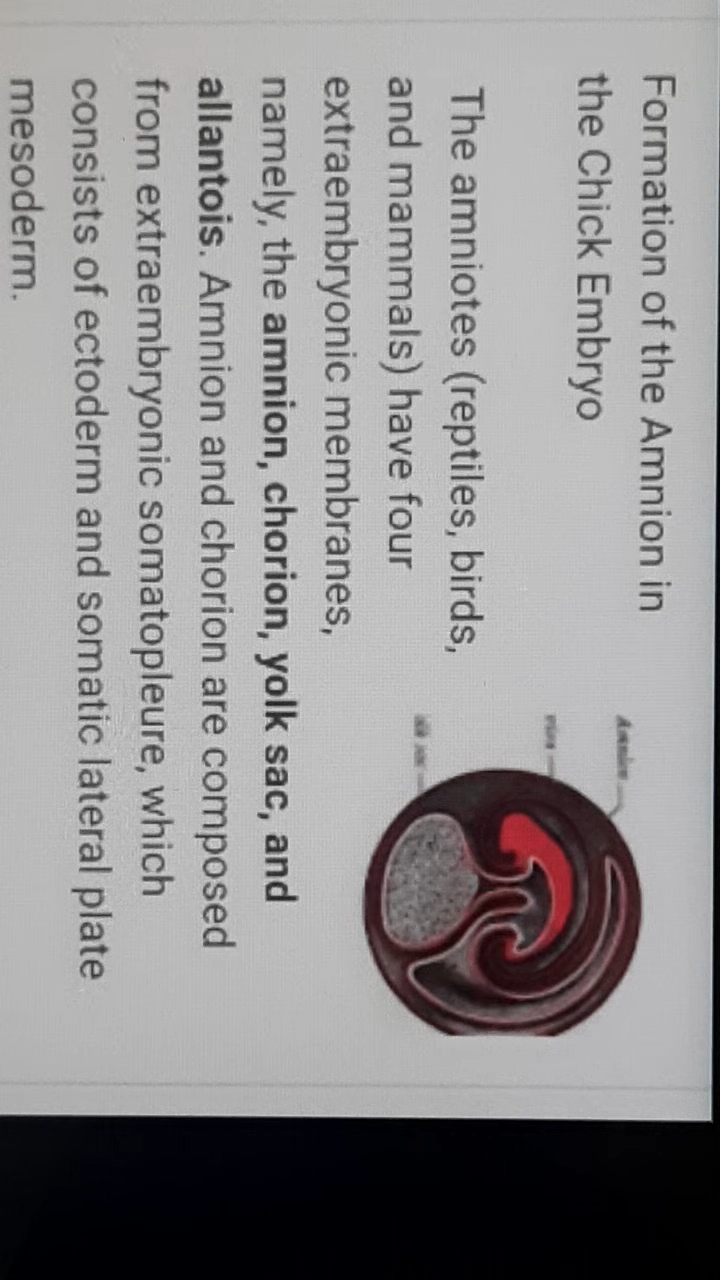 Formation of the Amnion in
the Chick Embryo
The amniotes (reptiles, birds,
and mammals) have four
extraembryonic membranes,
namely, the amnion, chorion, yolk sac, and
allantois. Amnion and chorion are composed
from extraembryonic somatopleure, which
consists of ectoderm and somatic lateral plate
mesoderm.
Amnion